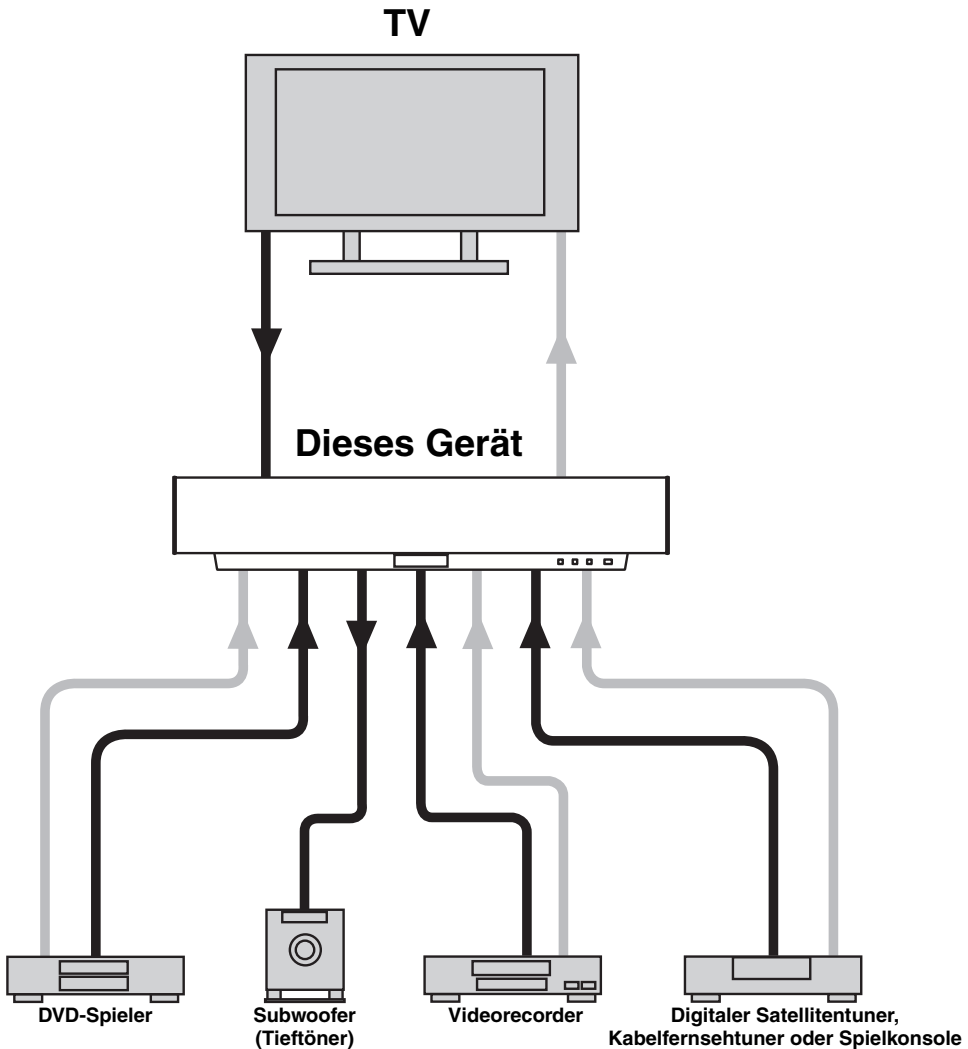 TV
Dieses Gerät
DVD-Spieler
Subwoofer
(Tieftöner)
Videorecorder
Digitaler Satellitentuner,
Kabelfernsehtuner oder Spielkonsole